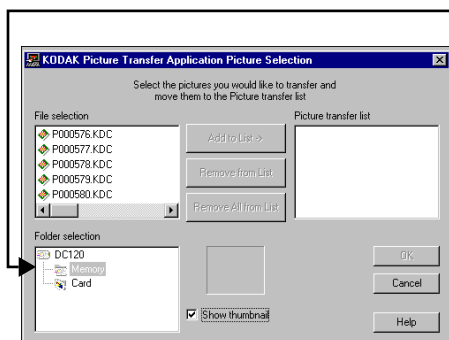 KODAK Picture Transfer Application Picture Selection
Select the pictures you would like to transfer and
move them to the Picture transfer list
File selection
Picture transfer list
P000576.KDC
P000577.KDC
P000578.KDC
P000579.KDC
P000580.KDC
Add to List ->
Remove from List
Remove All from List
Folder selection
DC120
Memory
Card
Show thumbnail
OK
Cancel
Help